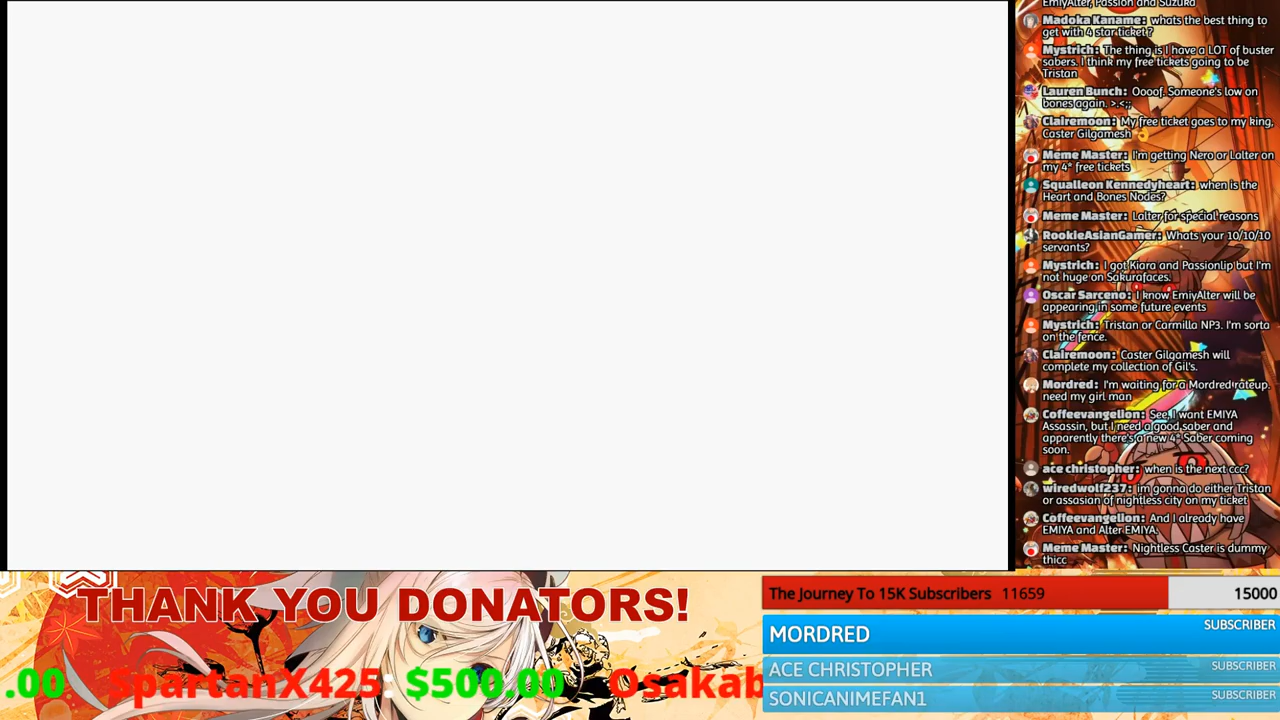 EmiyAlter, Passion and Suzuka
Madoka Kaname: whats the best thing to
get with 4 star ticket?
Mystrich: The thing is I have a LOT of buster
sabers. I think my free tickets going to be
Tristan
Lauren Bunch: Oooof. Someone's low on
bones again. >.<;;
Clairemoon: My free ticket goes to my king,
Caster Gilgamesh 👌
Meme Master: I'm getting Nero or Lalter on
my 4* free tickets
Squalleon Kennedyheart: when is the
Heart and Bones Nodes?
Meme Master: Lalter for special reasons
RookieAsianGamer: Whats your 10/10/10
servants?
Mystrich: I got Kiara and Passionlip but I'm
not huge on Sakurafaces.
Oscar Sarceno: I know EmiyAlter will be
appearing in some future events
Mystrich: Tristan or Carmilla NP3. I'm sorta
on the fence.
Clairemoon: Caster Gilgamesh will
complete my collection of Gil's.
Mordred: I'm waiting for a Mordred rateup.
need my girl man
Coffeevangelion: See, I want EMIYA
Assassin, but I need a good saber and
apparently there's a new 4* Saber coming
soon.
ace christopher: when is the next ccc?
wiredwolf237: im gonna do either Tristan
or assasian of nightless city on my ticket
Coffeevangelion: And I already have
EMIYA and Alter EMIYA.
Meme Master: Nightless Caster is dummy
thicc
THANK YOU DONATORS!
.00 SpartanX425: $500.00 Osakab
The Journey To 15K Subscribers 11659 15000
MORDRED SUBSCRIBER
ACE CHRISTOPHER SUBSCRIBER
SONICANIMEFAN1 SUBSCRIBER